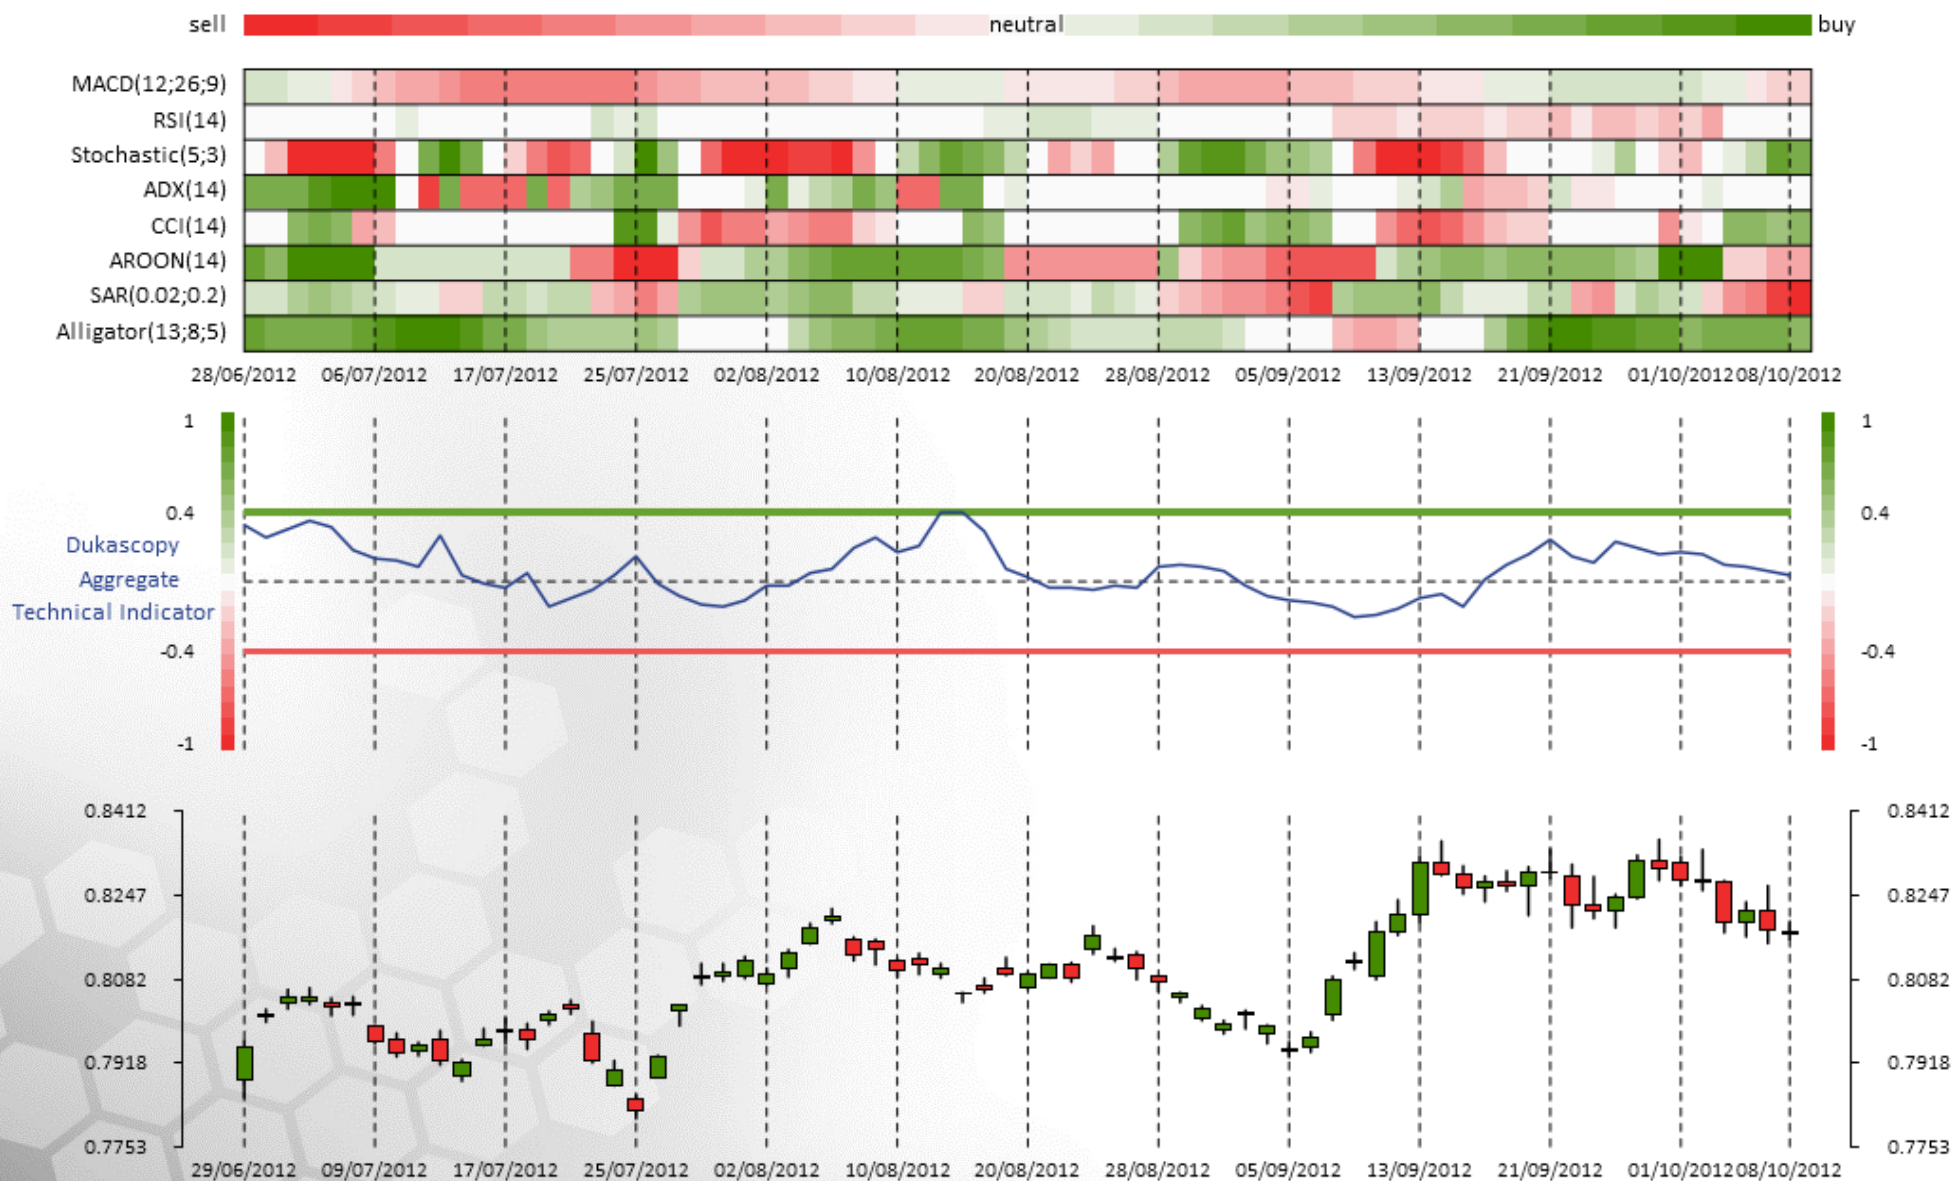 sell neutral buy
MACD(12;26;9)
RSI(14)
Stochastic(5;3)
ADX(14)
CCI(14)
AROON(14)
SAR(0.02;0.2)
Alligator(13;8;5)
28/06/2012 06/07/2012 17/07/2012 25/07/2012 02/08/2012 10/08/2012 20/08/2012 28/08/2012 05/09/2012 13/09/2012 21/09/2012 01/10/2012 08/10/2012
1 1
0.4 0.4
Dukascopy
Aggregate
Technical Indicator
-0.4 -0.4
-1 -1
0.8412 0.8412
0.8247 0.8247
0.8082 0.8082
0.7918 0.7918
0.7753 0.7753
29/06/2012 09/07/2012 17/07/2012 25/07/2012 02/08/2012 10/08/2012 20/08/2012 28/08/2012 05/09/2012 13/09/2012 21/09/2012 01/10/2012 08/10/2012